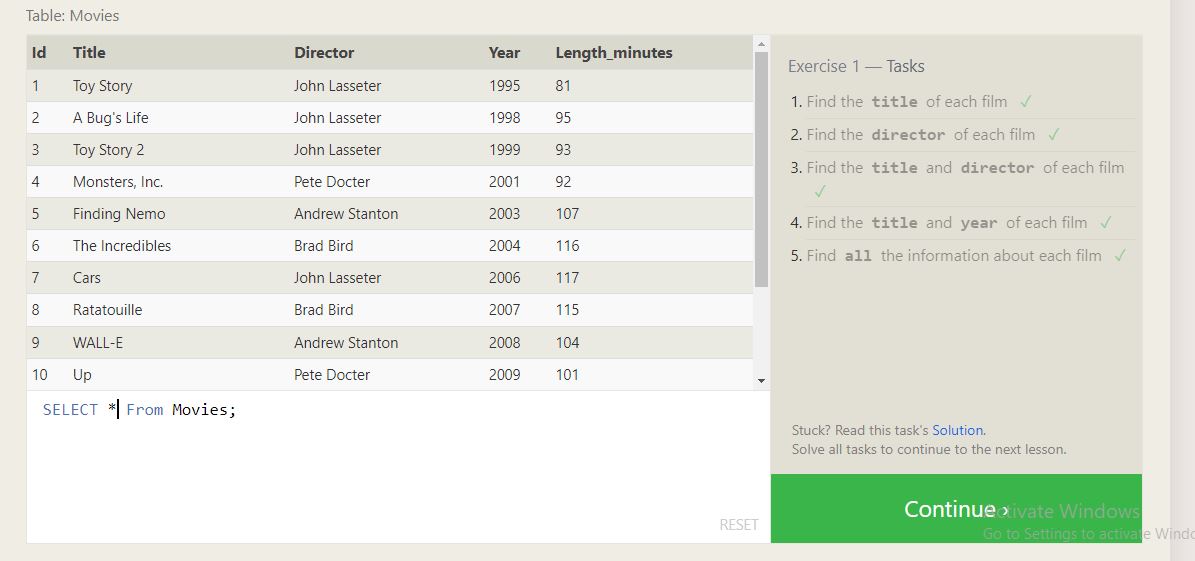 Table: Movies
Id Title Director Year Length_minutes
1 Toy Story John Lasseter 1995 81
2 A Bug's Life John Lasseter 1998 95
3 Toy Story 2 John Lasseter 1999 93
4 Monsters, Inc. Pete Docter 2001 92
5 Finding Nemo Andrew Stanton 2003 107
6 The Incredibles Brad Bird 2004 116
7 Cars John Lasseter 2006 117
8 Ratatouille Brad Bird 2007 115
9 WALL-E Andrew Stanton 2008 104
10 Up Pete Docter 2009 101
SELECT * From Movies;
RESET
Exercise 1 — Tasks
1. Find the title of each film ✓
2. Find the director of each film ✓
3. Find the title and director of each film
✓
4. Find the title and year of each film ✓
5. Find all the information about each film ✓
Stuck? Read this task's Solution.
Solve all tasks to continue to the next lesson.
Continue ›
Activate Windows
Go to Settings to activate Windo